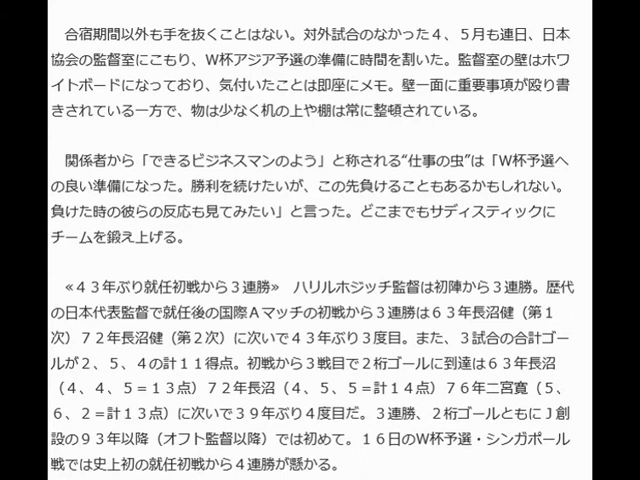 合宿期間以外も手を抜くことはない。対外試合のなかった４、５月も連日、日本
協会の監督室にこもり、Ｗ杯アジア予選の準備に時間を割いた。監督室の壁はホワ
イトボードになっており、気付いたことは即座にメモ。壁一面に重要事項が殴り書
きされている一方で、物は少なく机の上や棚は常に整頓されている。
関係者から「できるビジネスマンのよう」と称される“仕事の虫”は「Ｗ杯予選へ
の良い準備になった。勝利を続けたいが、この先負けることもあるかもしれない。
負けた時の彼らの反応も見てみたい」と言った。どこまでもサディスティックに
チームを鍛え上げる。
≪４３年ぶり就任初戦から３連勝≫　ハリルホジッチ監督は初陣から３連勝。歴代
の日本代表監督で就任後の国際Ａマッチの初戦から３連勝は６３年長沼健（第１
次）７２年長沼健（第２次）に次いで４３年ぶり３度目。また、３試合の合計ゴー
ルが２、５、４の計１１得点。初戦から３戦目で２桁ゴールに到達は６３年長沼
（４、４、５＝１３点）７２年長沼（４、５、５＝計１４点）７６年二宮寛（５、
６、２＝計１３点）に次いで３９年ぶり４度目だ。３連勝、２桁ゴールともにＪ創
設の９３年以降（オフト監督以降）では初めて。１６日のＷ杯予選・シンガポール
戦では史上初の就任初戦から４連勝が懸かる。